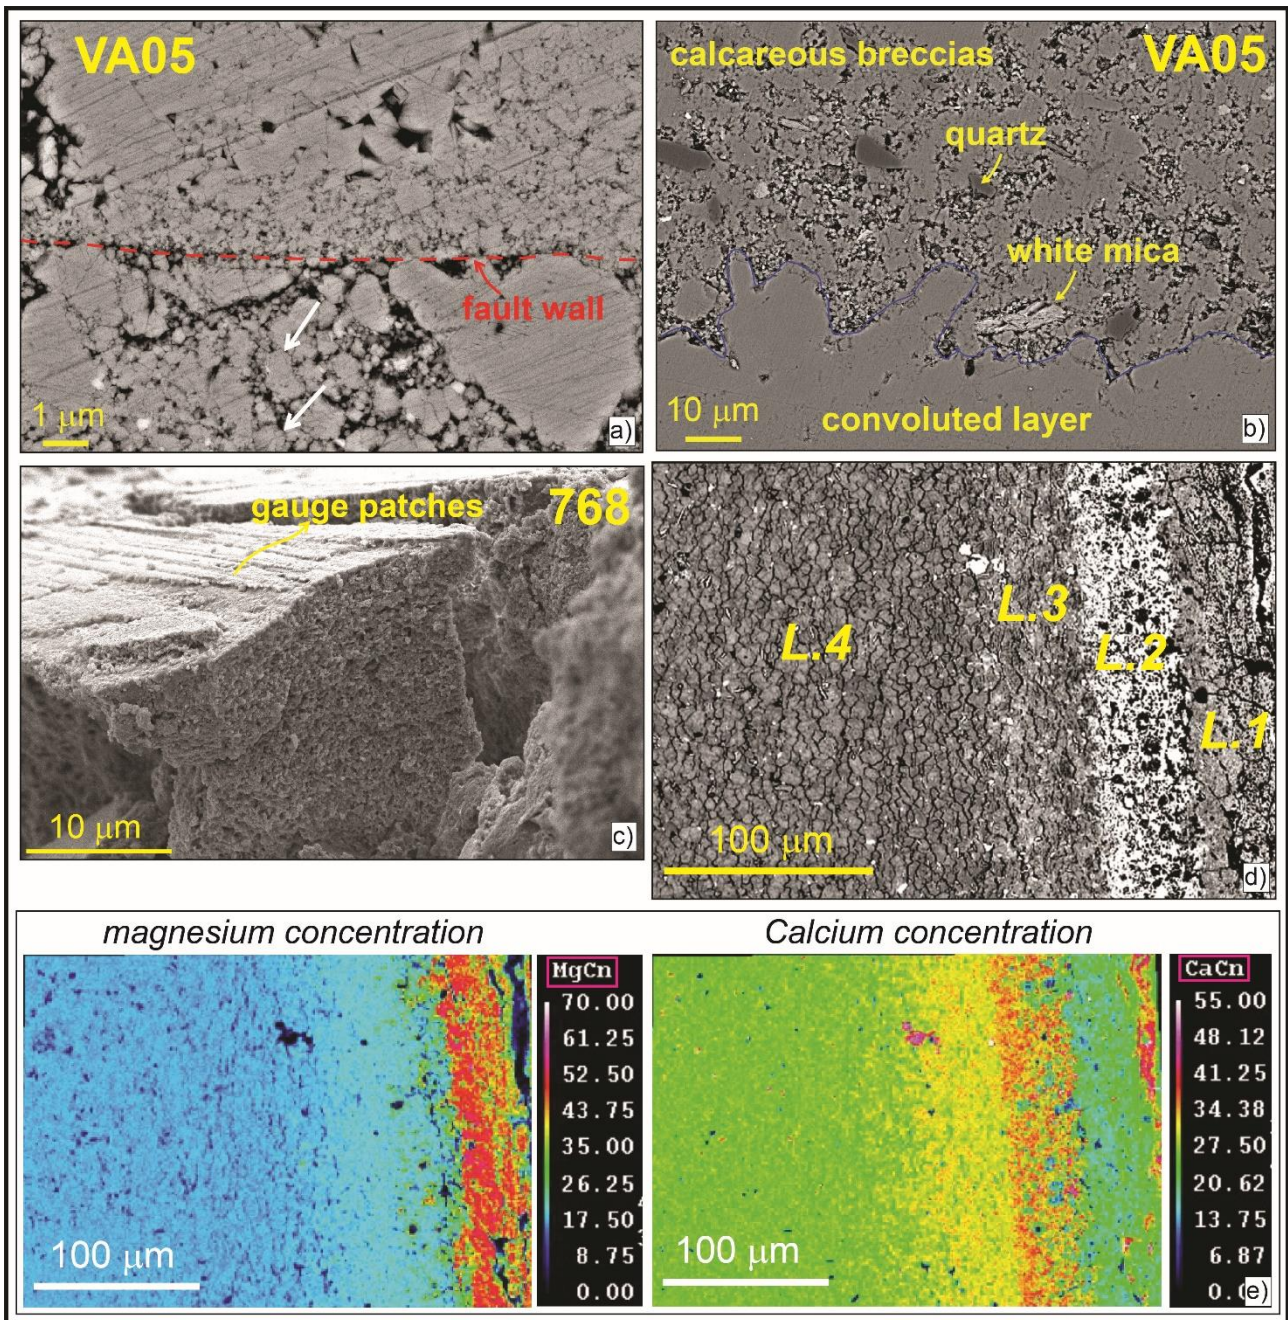 VA05
fault wall
1 μm
a)
calcareous breccias
VA05
quartz
white mica
convoluted layer
10 μm
b)
gauge patches
768
10 μm
c)
L.4
L.3
L.2
L.1
100 μm
d)
magnesium concentration
MgCn
70.00
61.25
52.50
43.75
35.00
26.25
17.50
8.75
0.00
100 μm
Calcium concentration
CaCn
55.00
48.12
41.25
34.38
27.50
20.62
13.75
6.87
0.0
100 μm
e)